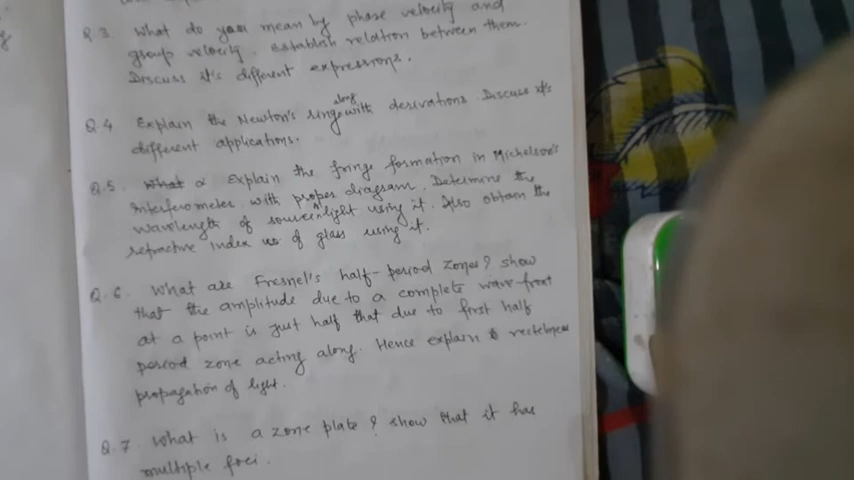 Q.3. What do you mean by phase velocity and
group velocity. Establish relation between them.
Discuss it's different expressions.
Q.4 Explain the Newton's ringe along with derivations. Discuss it's
different applications.
Q.5. Explain the fringe formation in Michelson's
Interferometer with proper diagram. Determine the
wavelength of light using it. Also obtain the
refractive index of glass using it.
Q.6. What are Fresnel's half-period zones? show
that the amplitude due to a complete wave-front
at a point is just half that due to first half
period zone acting along. Hence explain
propagation of light.
Q.7 What is a zone plate? show that it has
multiple foci.